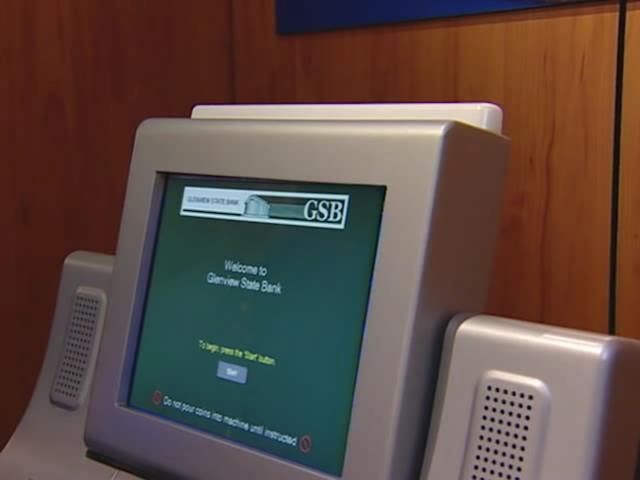 GLENVIEW STATE BANK
GSB
Welcome to
Glenview State Bank
To begin, press the 'Start' button.
Start
Do not pour coins into machine until instructed